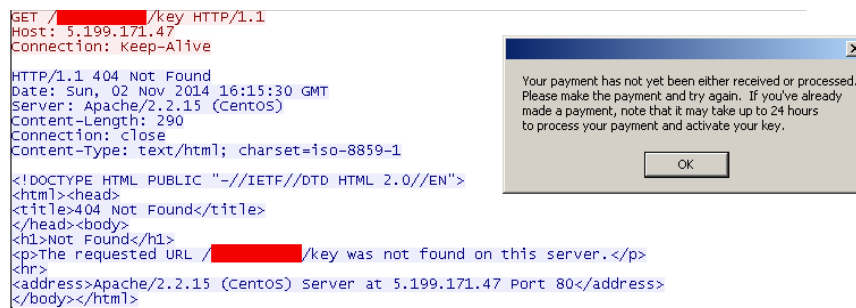 GET /        /key HTTP/1.1
Host: 5.199.171.47
Connection: Keep-Alive
HTTP/1.1 404 Not Found
Date: Sun, 02 Nov 2014 16:15:30 GMT
Server: Apache/2.2.15 (CentOS)
Content-Length: 290
Connection: close
Content-Type: text/html; charset=iso-8859-1
<!DOCTYPE HTML PUBLIC "-//IETF//DTD HTML 2.0//EN">
<html><head>
<title>404 Not Found</title>
</head><body>
<h1>Not Found</h1>
<p>The requested URL /        /key was not found on this server.</p>
<hr>
<address>Apache/2.2.15 (CentOS) Server at 5.199.171.47 Port 80</address>
</body></html>
Your payment has not yet been either received or processed.
Please make the payment and try again. If you've already
made a payment, note that it may take up to 24 hours
to process your payment and activate your key.
OK